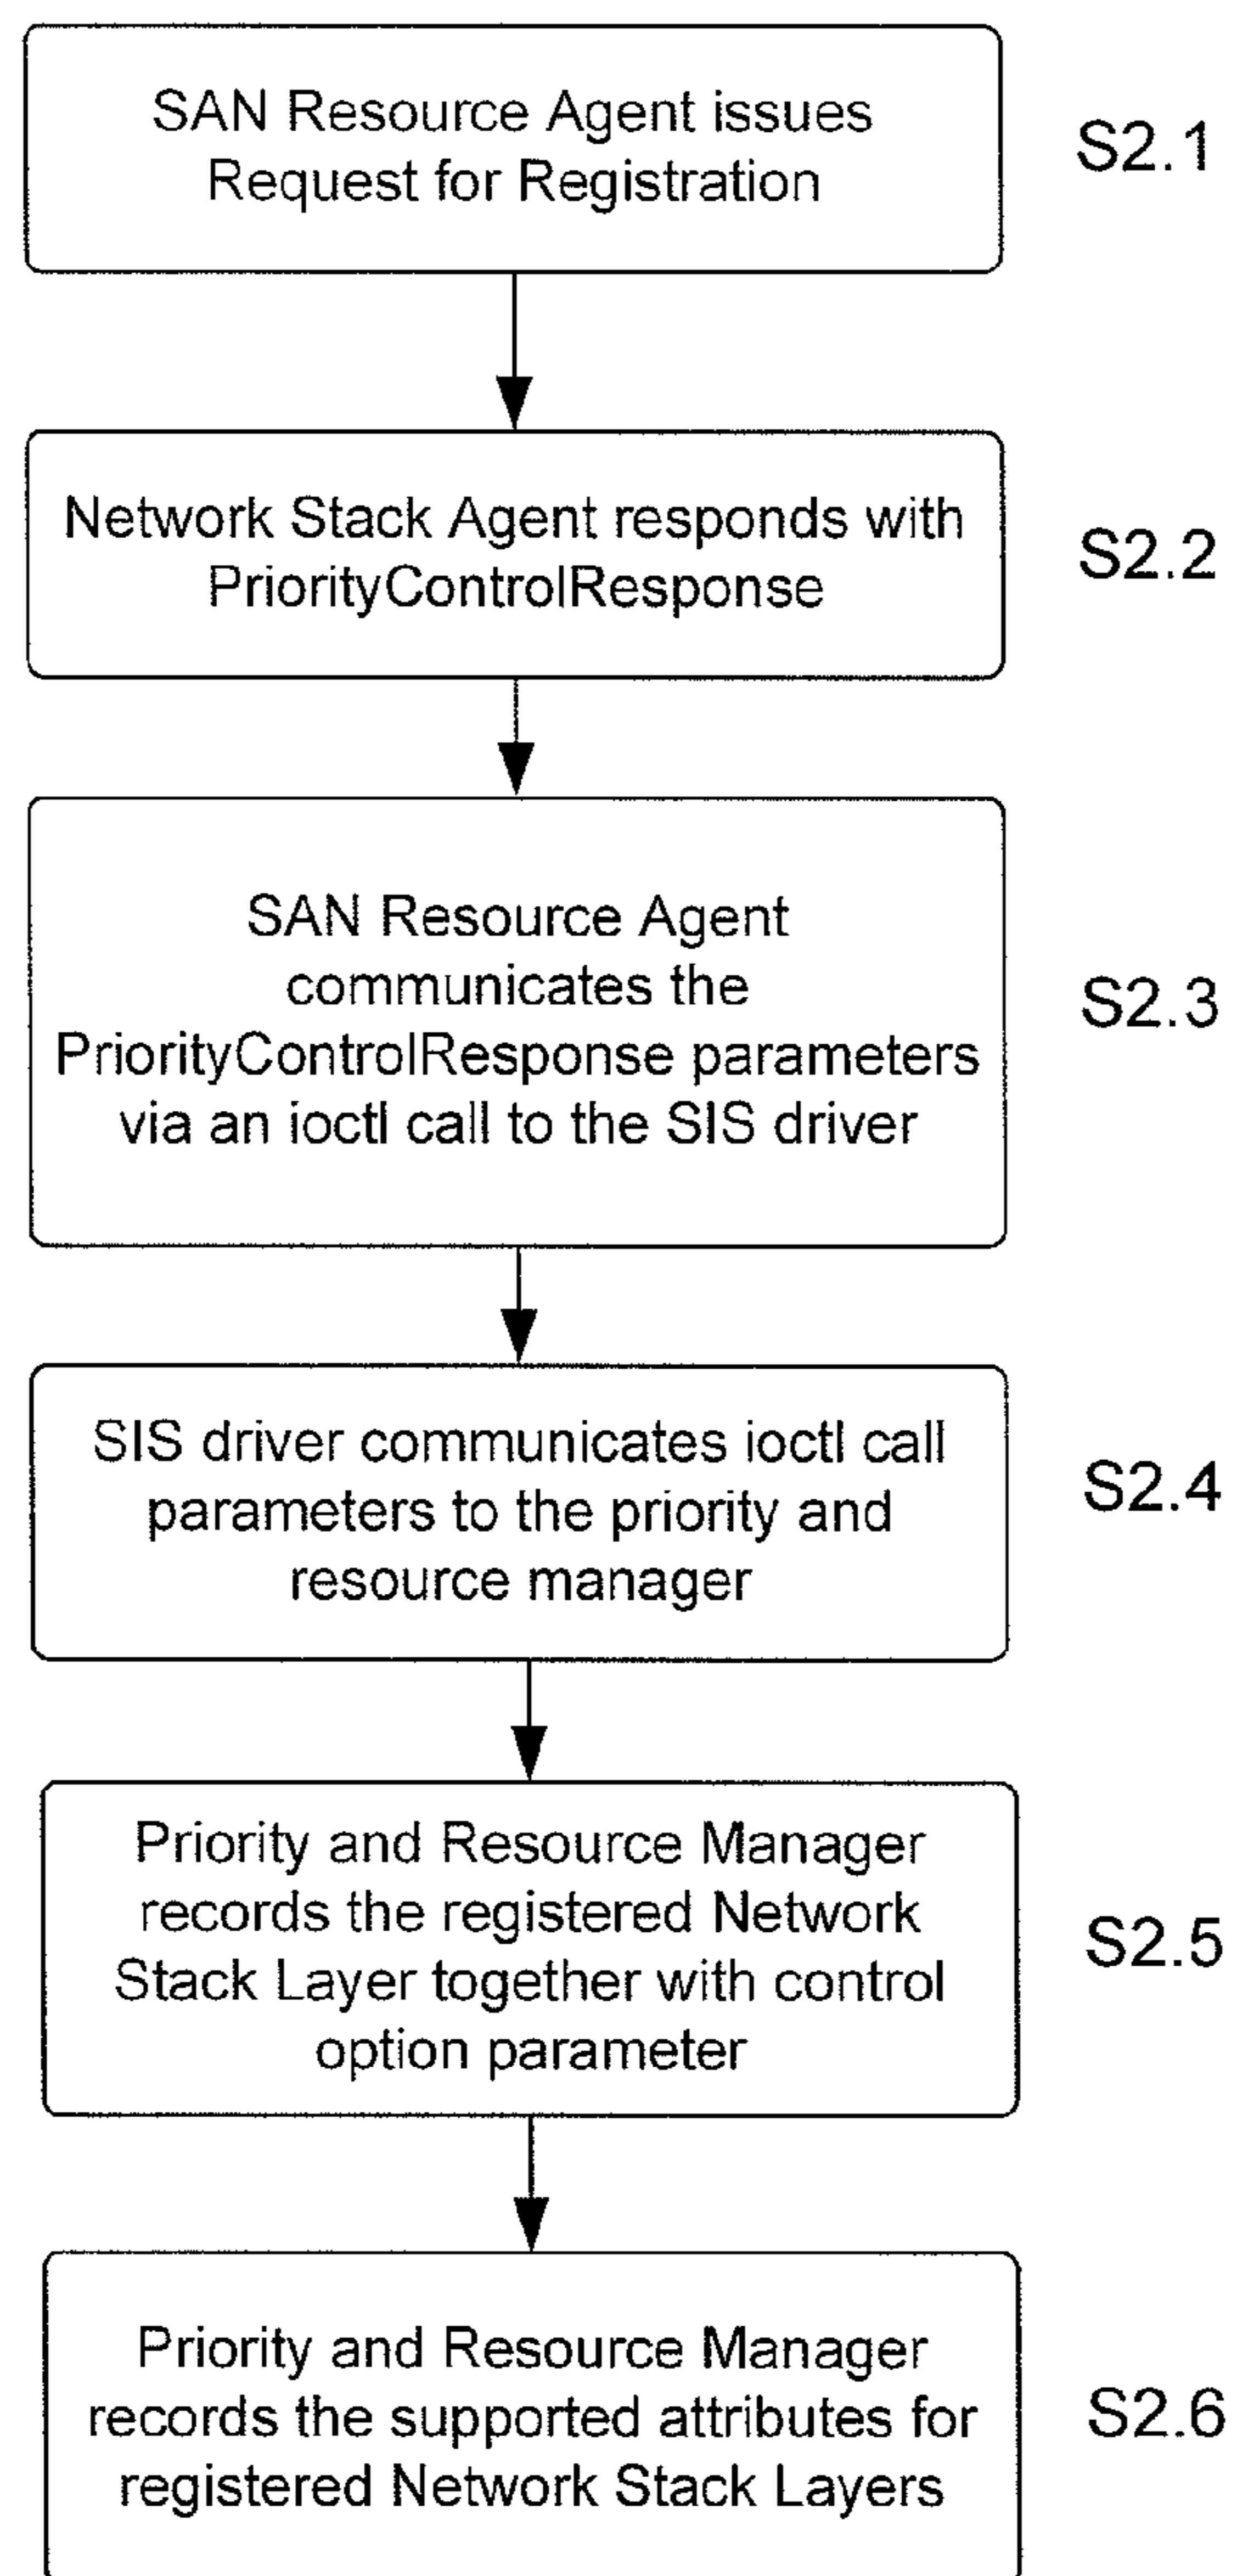 SAN Resource Agent issues
Request for Registration
S2.1
Network Stack Agent responds with
PriorityControlResponse
S2.2
SAN Resource Agent
communicates the
PriorityControlResponse parameters
via an ioctl call to the SIS driver
S2.3
SIS driver communicates ioctl call
parameters to the priority and
resource manager
S2.4
Priority and Resource Manager
records the registered Network
Stack Layer together with control
option parameter
S2.5
Priority and Resource Manager
records the supported attributes for
registered Network Stack Layers
S2.6